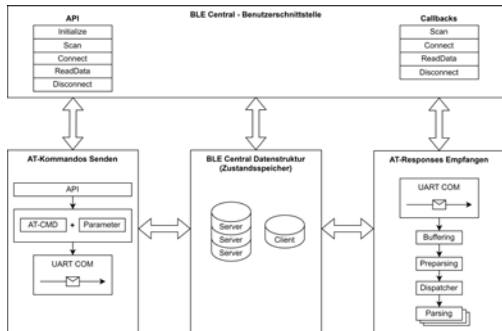 API
BLE Central - Benutzerschnittstelle
Callbacks
Initialize
Scan
Connect
ReadData
Disconnect
Scan
Connect
ReadData
Disconnect
AT-Kommandos Senden
API
AT-CMD + Parameter
UART COM
BLE Central Datenstruktur
(Zustandsspeicher)
Server
Server
Server
Client
AT-Responses Empfangen
UART COM
Buffering
Preparsing
Dispatcher
Parsing